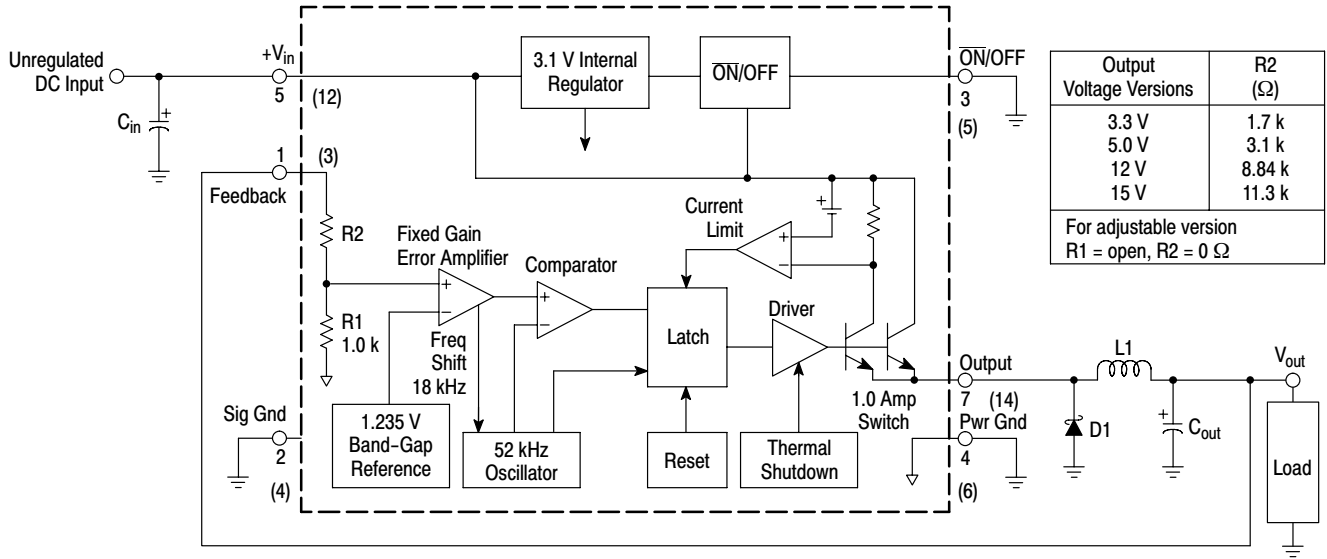 Unregulated
DC Input
+Vin
5
(12)
Cin
3.1 V Internal
Regulator
O̅N̅/OFF
O̅N̅/OFF
3
(5)
Output
Voltage Versions
R2
(Ω)
3.3 V
1.7 k
5.0 V
3.1 k
12 V
8.84 k
15 V
11.3 k
For adjustable version
R1 = open, R2 = 0 Ω
1
(3)
Feedback
R2
R1
1.0 k
Fixed Gain
Error Amplifier
+
−
Freq
Shift
18 kHz
Comparator
+
−
Current
Limit
+
−
+
Latch
Driver
1.0 Amp
Switch
Output
7
(14)
Pwr Gnd
4
(6)
L1
D1
+
Cout
Vout
Load
Sig Gnd
2
(4)
1.235 V
Band-Gap
Reference
52 kHz
Oscillator
Reset
Thermal
Shutdown
+